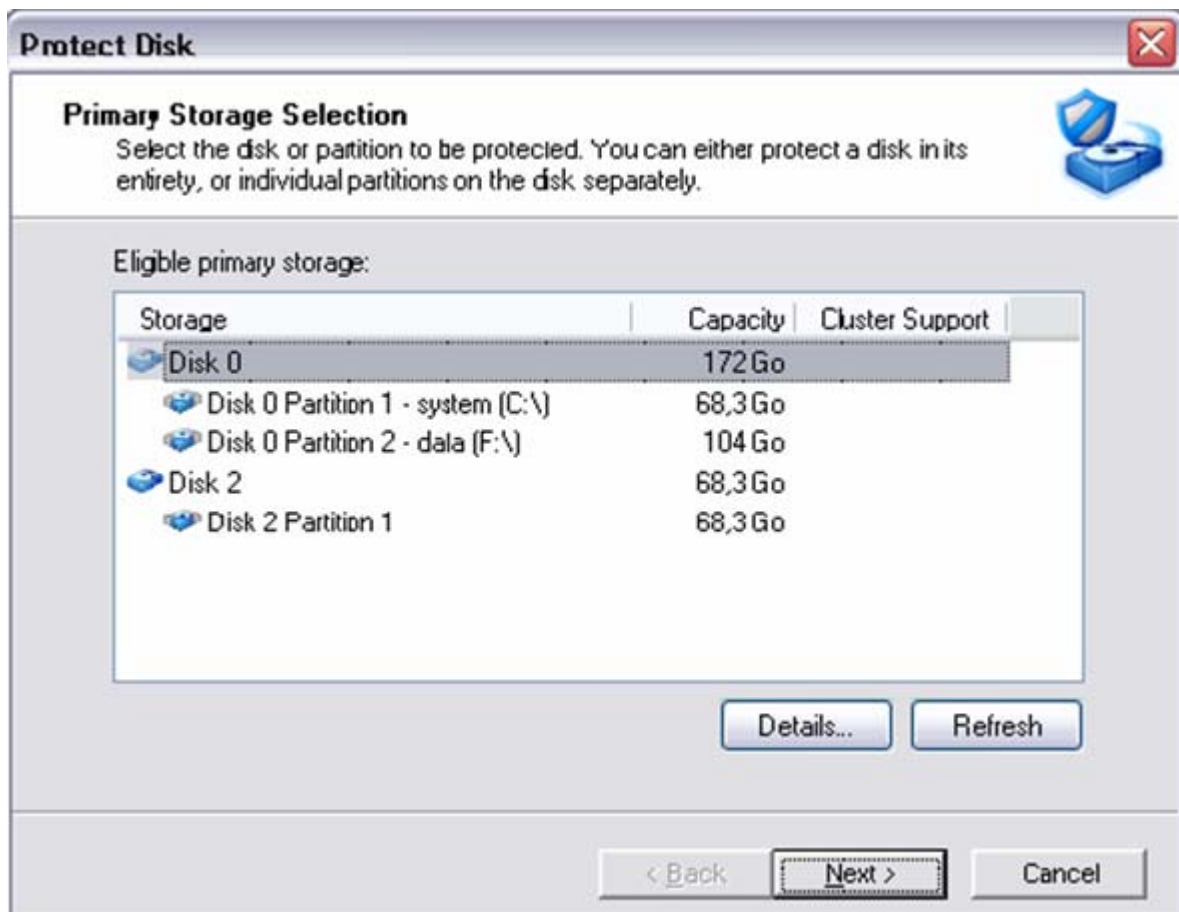 Protect Disk
Primary Storage Selection
Select the disk or partition to be protected. You can either protect a disk in its
entirety, or individual partitions on the disk separately.
Eligible primary storage:
Storage Capacity Cluster Support
Disk 0 172 Go
Disk 0 Partition 1 - system (C:\) 68,3 Go
Disk 0 Partition 2 - data (F:\) 104 Go
Disk 2 68,3 Go
Disk 2 Partition 1 68,3 Go
Details... Refresh
< Back Next > Cancel